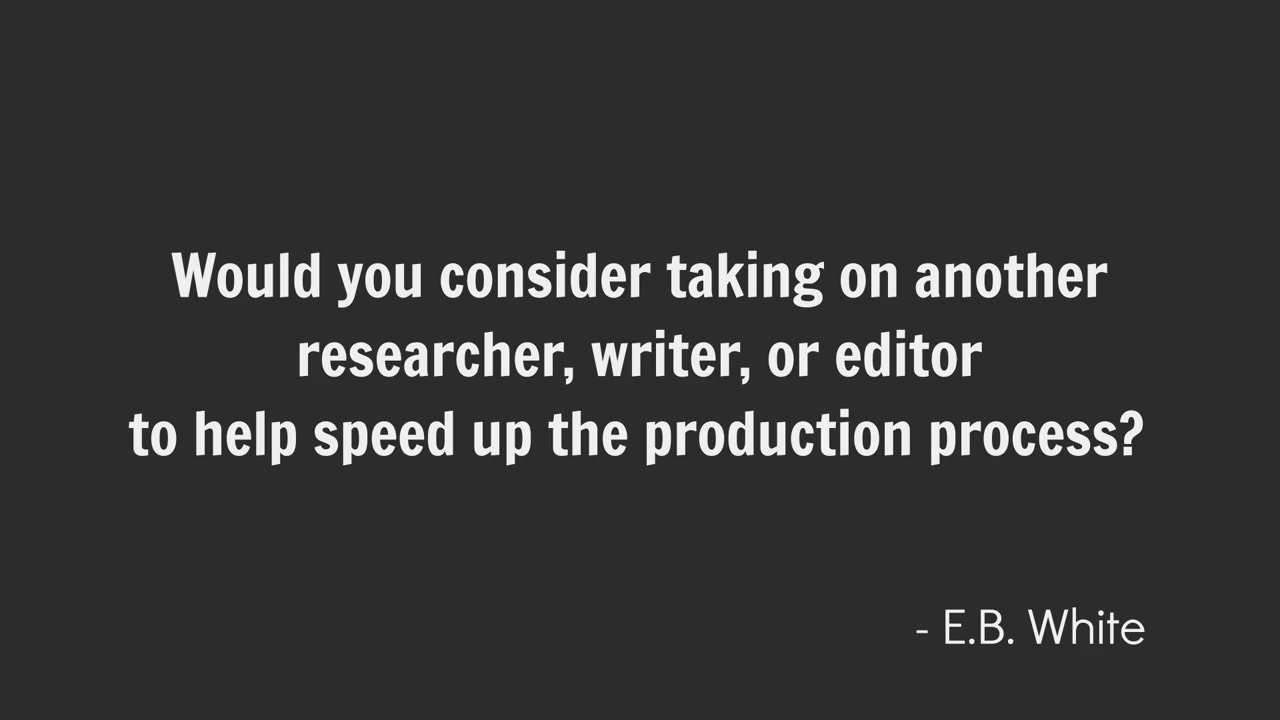 Would you consider taking on another
researcher, writer, or editor
to help speed up the production process?
- E.B. White